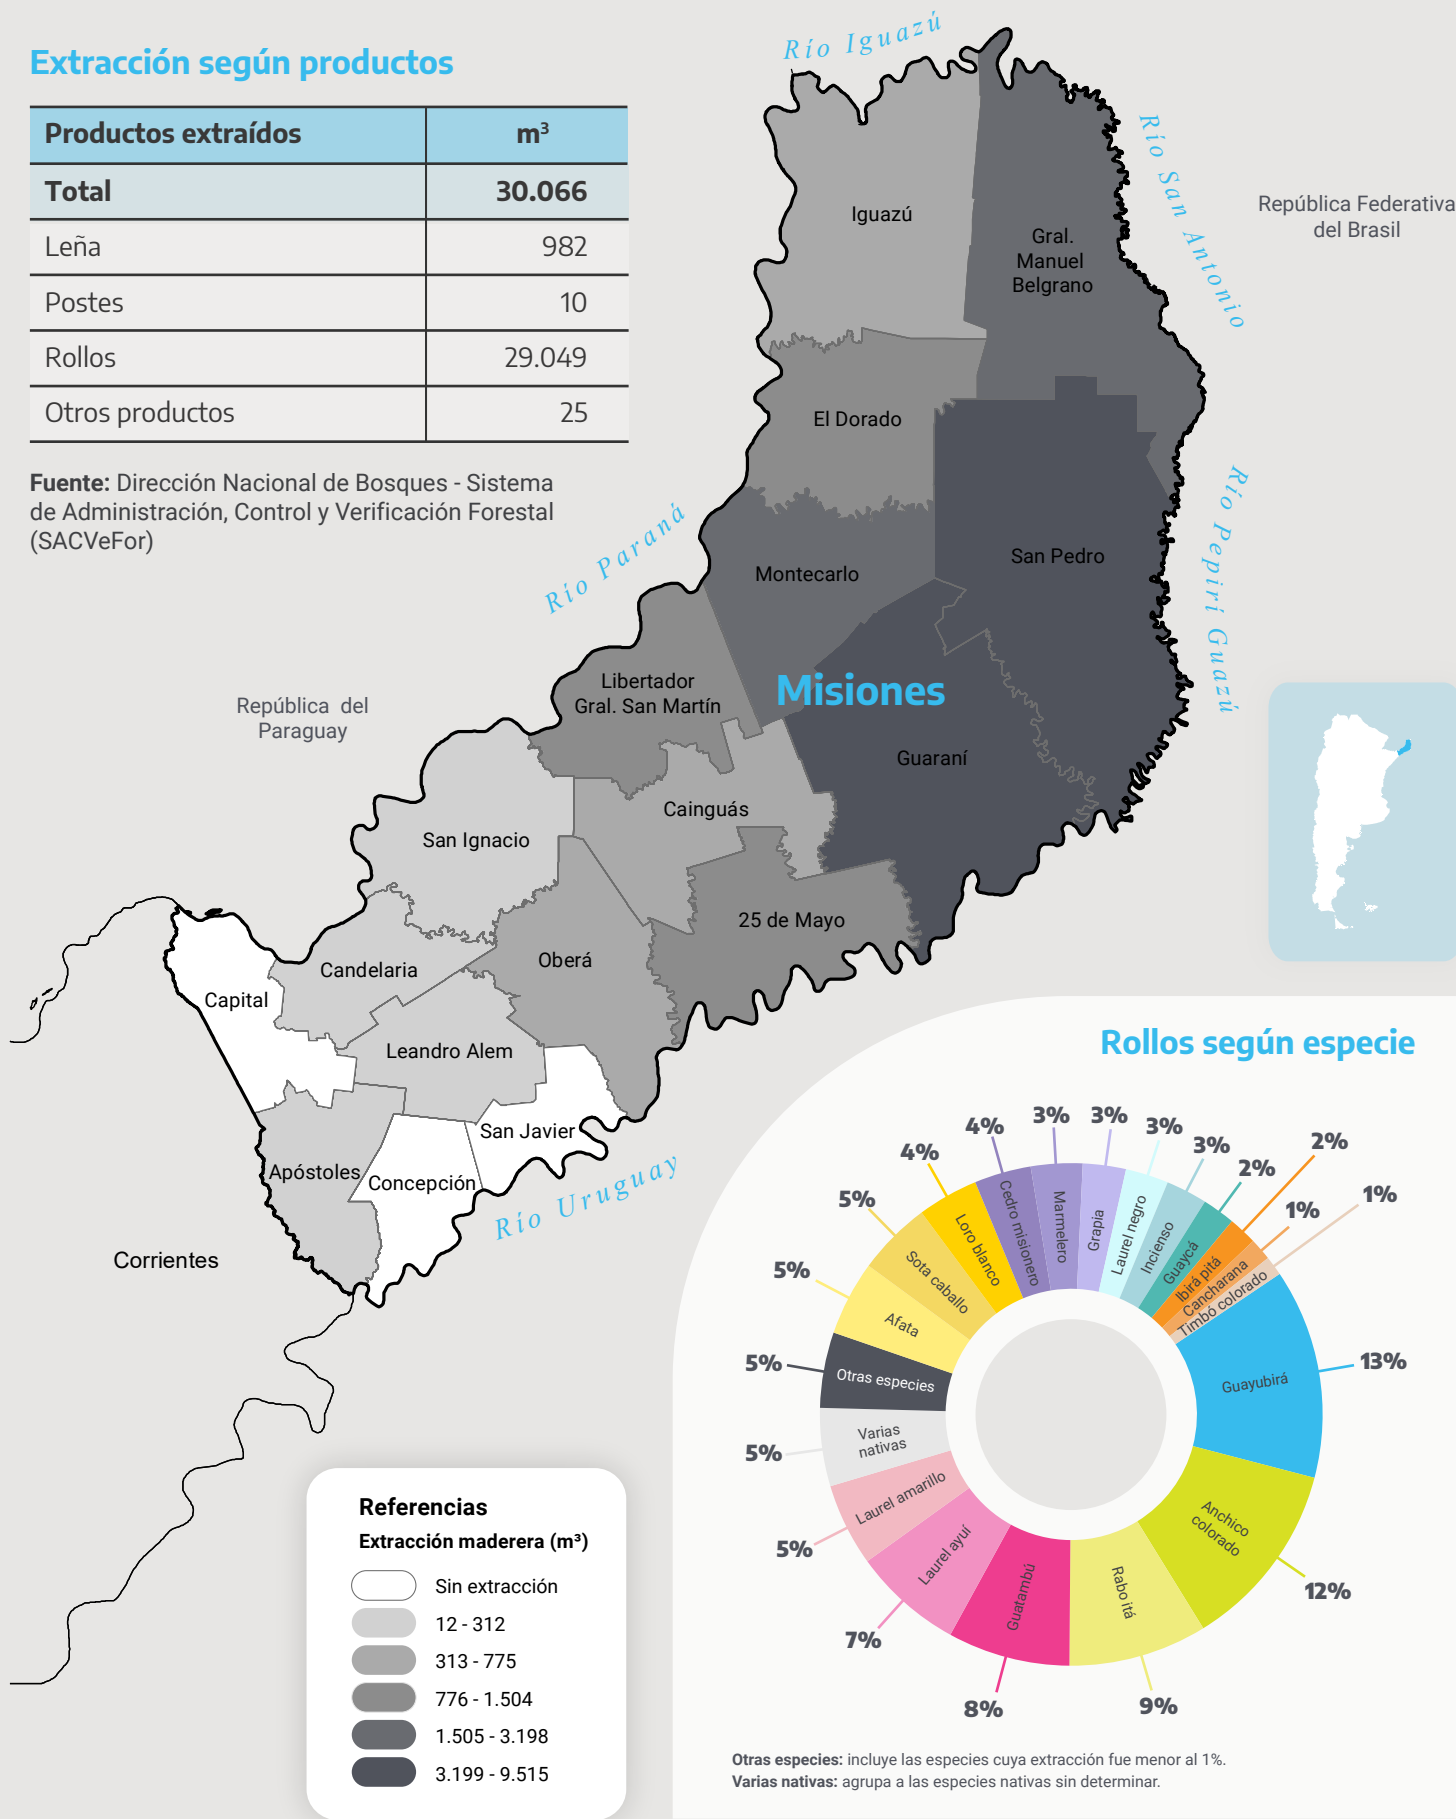 Extracción según productos
Productos extraídos m³
Total 30.066
Leña 982
Postes 10
Rollos 29.049
Otros productos 25
Fuente: Dirección Nacional de Bosques - Sistema
de Administración, Control y Verificación Forestal
(SACVeFor)
Río Iguazú
Río San Antonio
República Federativa
del Brasil
Iguazú
Gral.
Manuel
Belgrano
El Dorado
Río Pepirí Guazú
Río Paraná
San Pedro
Montecarlo
República del
Paraguay
Libertador
Gral. San Martín
Misiones
Guaraní
Cainguás
San Ignacio
25 de Mayo
Oberá
Candelaria
Capital
Leandro Alem
San Javier
Apóstoles
Concepción
Río Uruguay
Corrientes
Referencias
Extracción maderera (m³)
Sin extracción
12 - 312
313 - 775
776 - 1.504
1.505 - 3.198
3.199 - 9.515
Rollos según especie
Guayubirá
13%
Anchico
colorado
12%
Rabo itá
9%
Guatambú
8%
Laurel ayuí
7%
Laurel amarillo
5%
Varias
nativas
5%
Otras especies
5%
Afata
5%
Sota caballo
5%
Loro blanco
4%
Cedro misionero
4%
Marmelero
3%
Grapia
3%
Laurel negro
3%
Incienso
3%
Guaycá
2%
Ibirá pitá
2%
Cancharana
1%
Timbó colorado
1%
Otras especies: incluye las especies cuya extracción fue menor al 1%.
Varias nativas: agrupa a las especies nativas sin determinar.